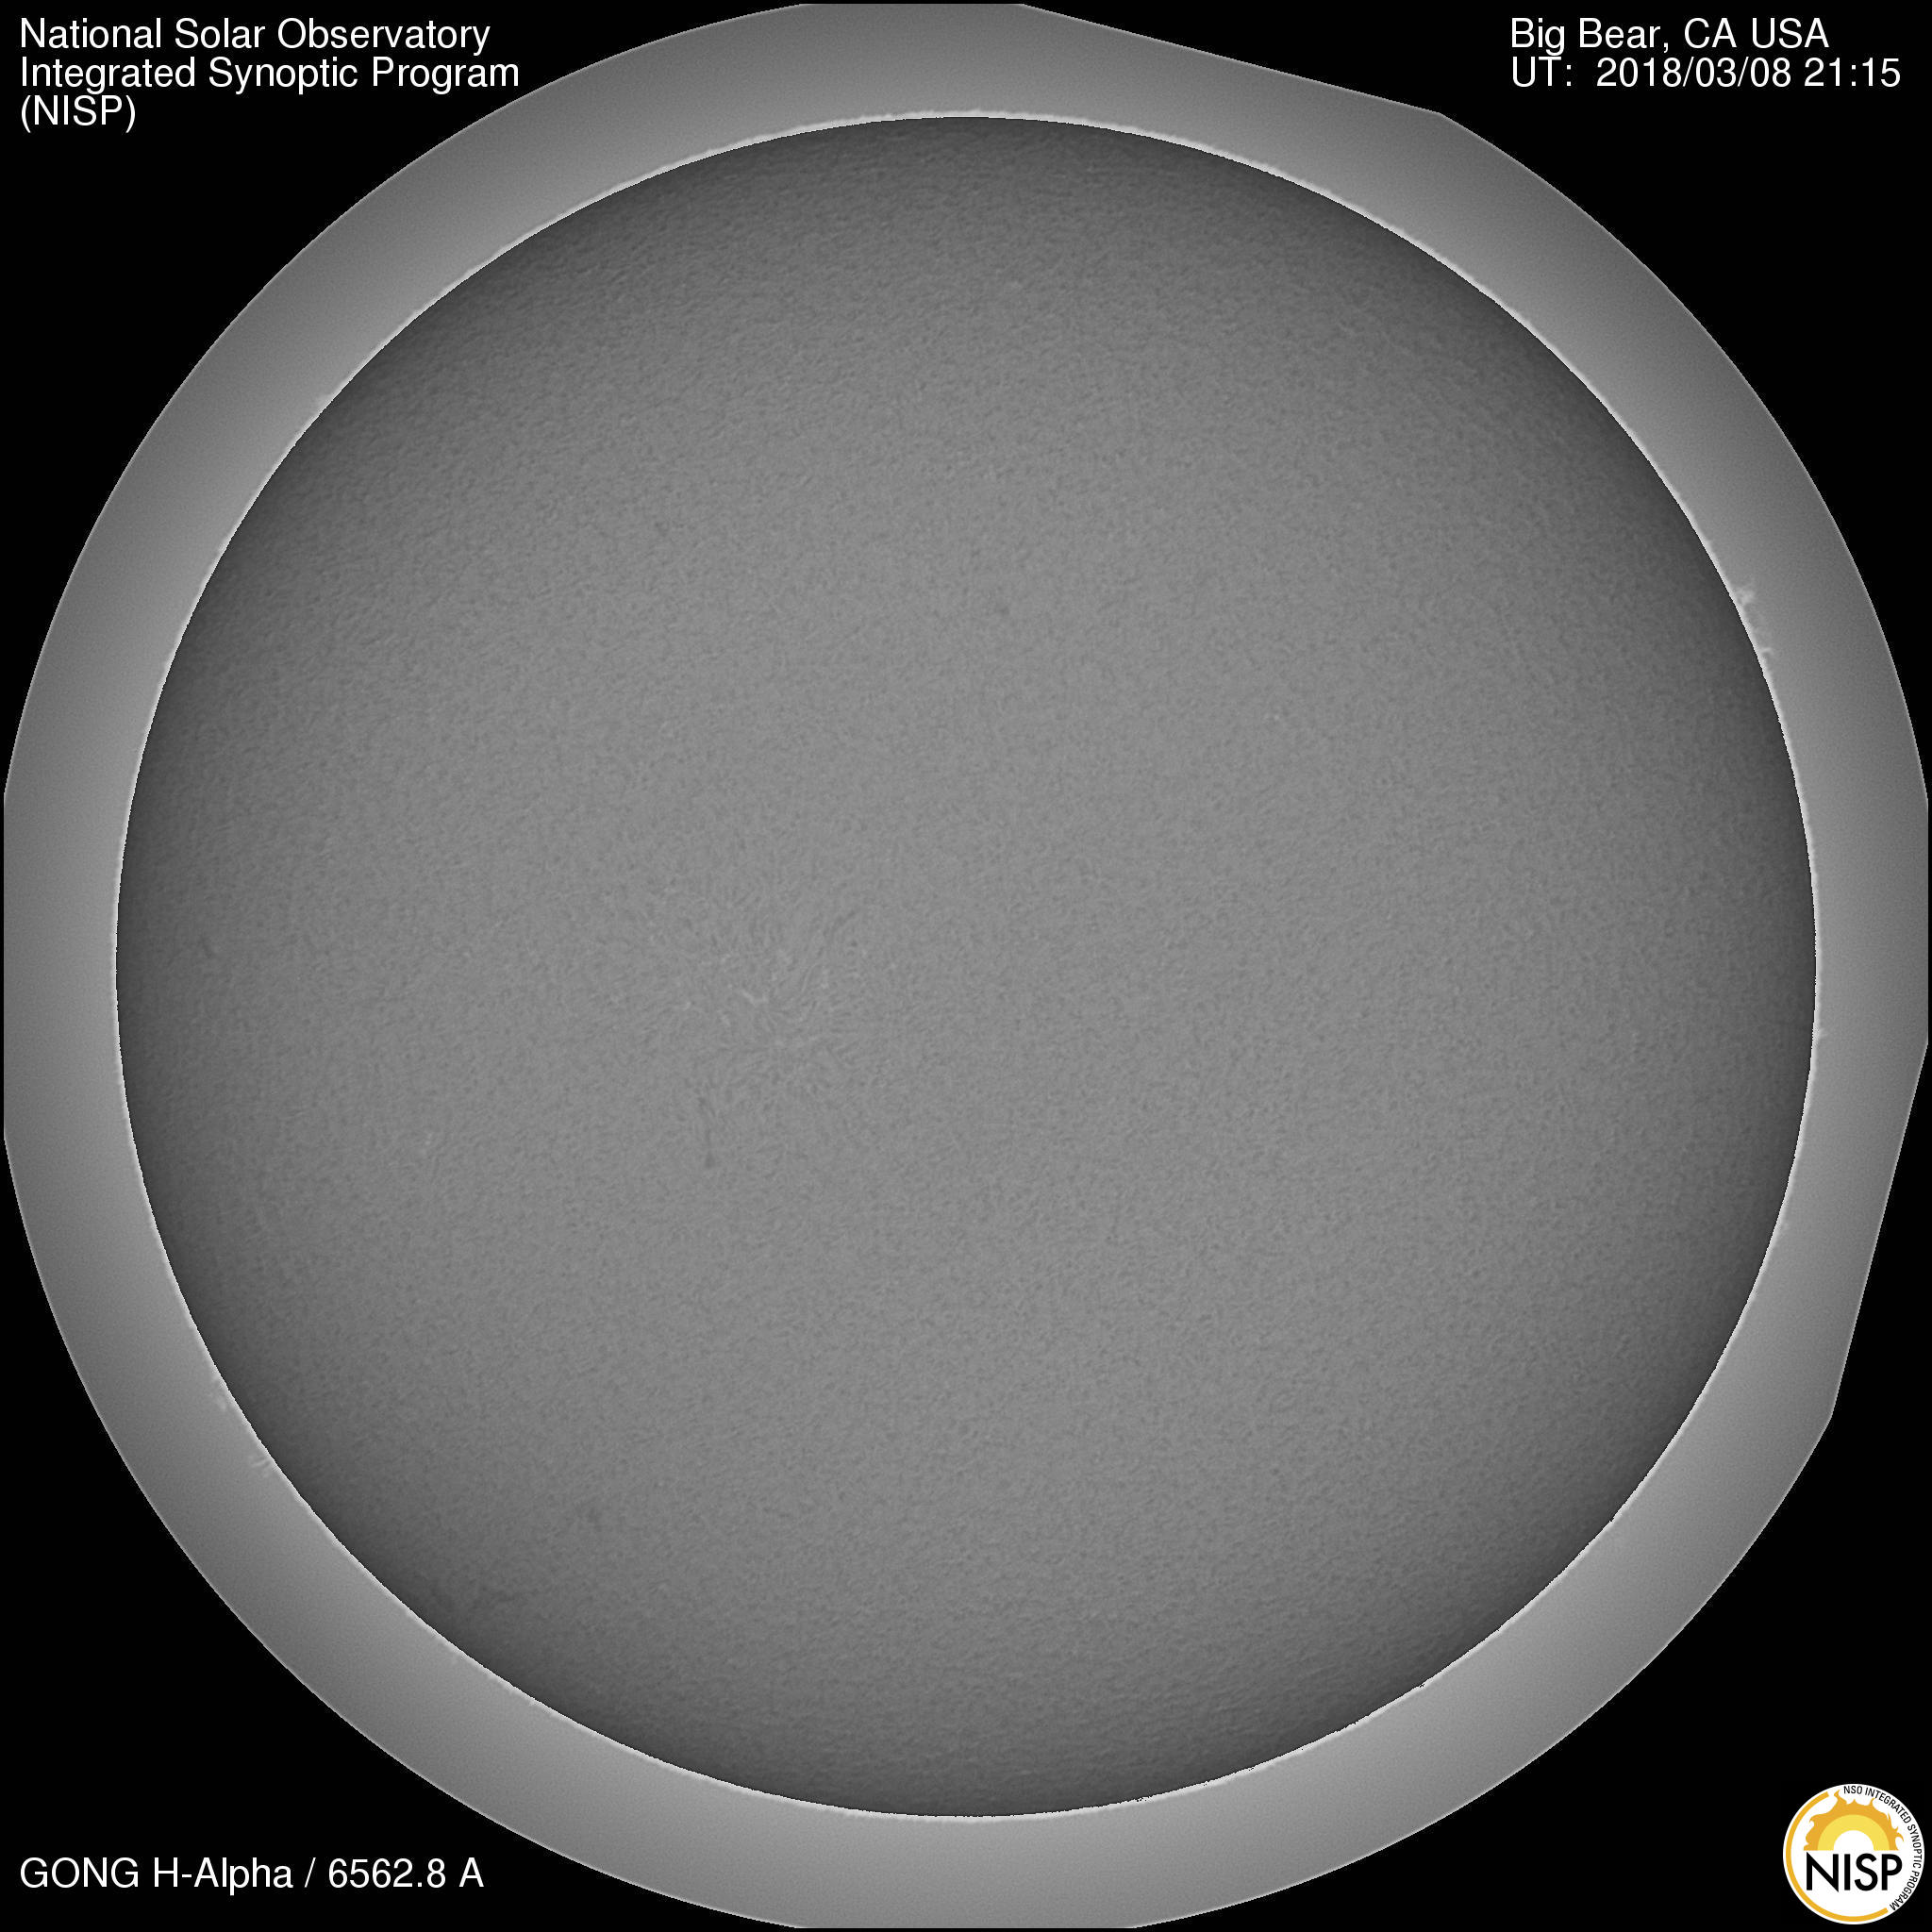 National Solar Observatory
Integrated Synoptic Program
(NISP)
Big Bear, CA USA
UT: 2018/03/08 21:15
GONG H-Alpha / 6562.8 A
NSO INTEGRATED SYNOPTIC PROGRAM
NISP